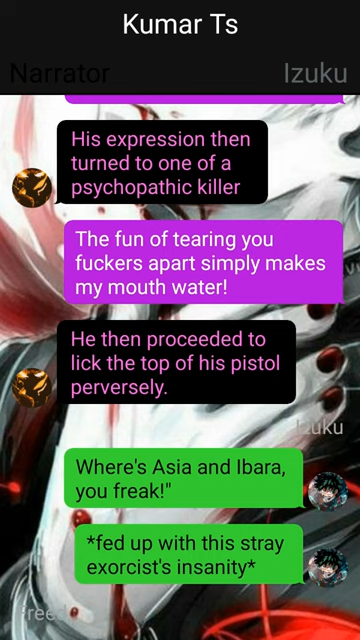 Kumar Ts
Narrator
Izuku
His expression then
turned to one of a
psychopathic killer
The fun of tearing you
fuckers apart simply makes
my mouth water!
He then proceeded to
lick the top of his pistol
perversely.
Izuku
Where's Asia and Ibara,
you freak!"
*fed up with this stray
exorcist's insanity*